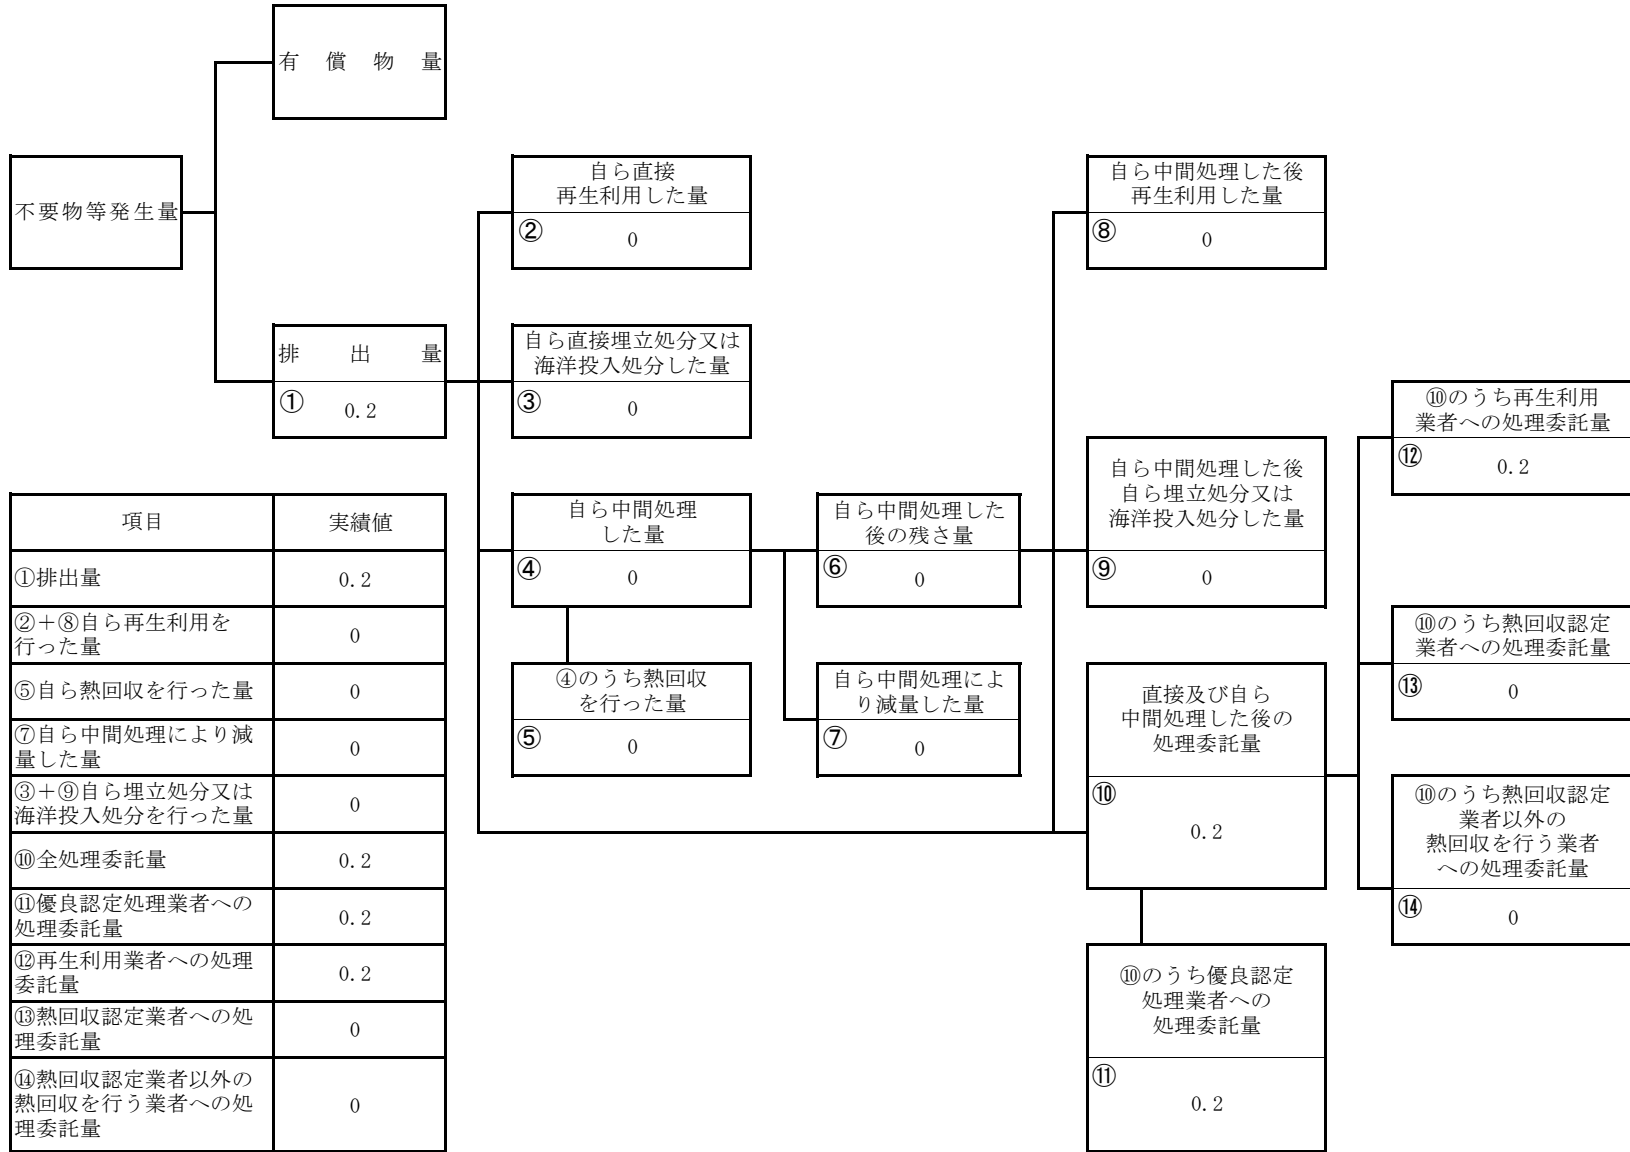 有償物量
不要物等発生量
自ら直接
再生利用した量
② 0
自ら中間処理した後
再生利用した量
⑧ 0
排出量
① 0.2
自ら直接埋立処分又は
海洋投入処分した量
③ 0
⑩のうち再生利用
業者への処理委託量
⑫ 0.2
自ら中間処理
した量
④ 0
自ら中間処理した
後の残さ量
⑥ 0
自ら中間処理した後
自ら埋立処分又は
海洋投入処分した量
⑨ 0
④のうち熱回収
を行った量
⑤ 0
自ら中間処理によ
り減量した量
⑦ 0
直接及び自ら
中間処理した後の
処理委託量
⑩
0.2
⑩のうち熱回収認定
業者への処理委託量
⑬ 0
⑩のうち熱回収認定
業者以外の
熱回収を行う業者
への処理委託量
⑭ 0
⑩のうち優良認定
処理業者への
処理委託量
⑪
0.2
項目 実績値
①排出量 0.2
②+⑧自ら再生利用を
行った量 0
⑤自ら熱回収を行った量 0
⑦自ら中間処理により減
量した量 0
③+⑨自ら埋立処分又は
海洋投入処分を行った量 0
⑩全処理委託量 0.2
⑪優良認定処理業者への
処理委託量 0.2
⑫再生利用業者への処理
委託量 0.2
⑬熱回収認定業者への処
理委託量 0
⑭熱回収認定業者以外の
熱回収を行う業者への処
理委託量 0